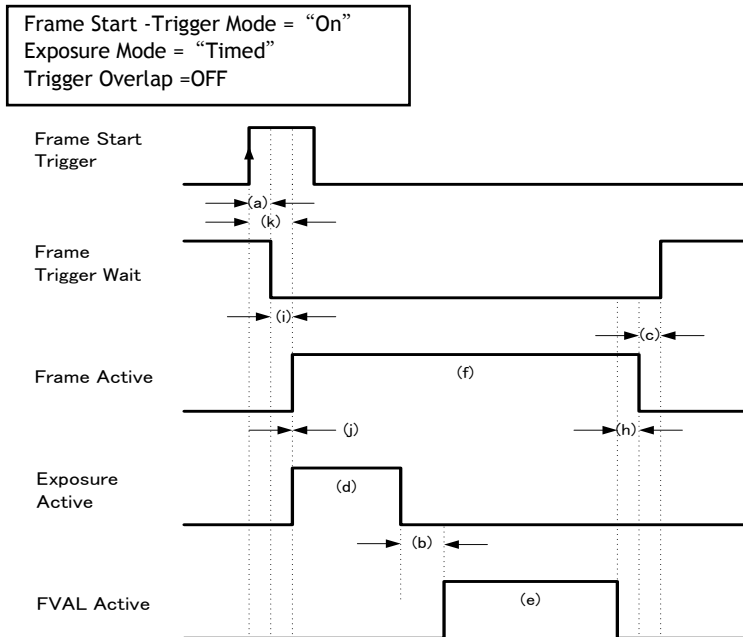 Frame Start -Trigger Mode = “On”
Exposure Mode = “Timed”
Trigger Overlap =OFF
Frame Start
Trigger
(a)
(k)
Frame
Trigger Wait
(i)
(c)
Frame Active
(f)
(j)
(h)
Exposure
Active
(d)
(b)
FVAL Active
(e)